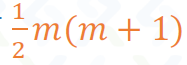 ½m(m + 1)